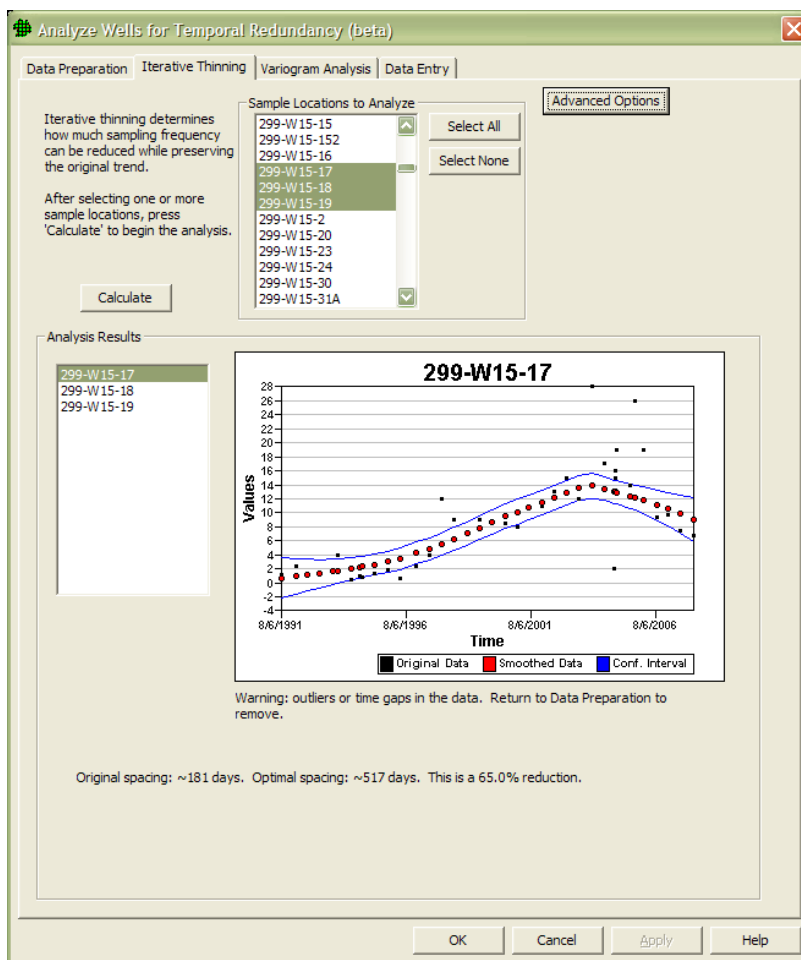 Analyze Wells for Temporal Redundancy (beta)
Data Preparation Iterative Thinning Variogram Analysis Data Entry
Iterative thinning determines
how much sampling frequency
can be reduced while preserving
the original trend.
After selecting one or more
sample locations, press
'Calculate' to begin the analysis.
Calculate
Sample Locations to Analyze
299-W15-15
299-W15-152
299-W15-16
299-W15-17
299-W15-18
299-W15-19
299-W15-2
299-W15-20
299-W15-23
299-W15-24
299-W15-30
299-W15-31A
Select All
Select None
Advanced Options
Analysis Results
299-W15-17
299-W15-18
299-W15-19
299-W15-17
Values
28
26
24
22
20
18
16
14
12
10
8
6
4
2
0
-2
-4
8/6/1991 8/6/1996 8/6/2001 8/6/2006
Time
Original Data Smoothed Data Conf. Interval
Warning: outliers or time gaps in the data. Return to Data Preparation to
remove.
Original spacing: ~181 days. Optimal spacing: ~517 days. This is a 65.0% reduction.
OK Cancel Apply Help